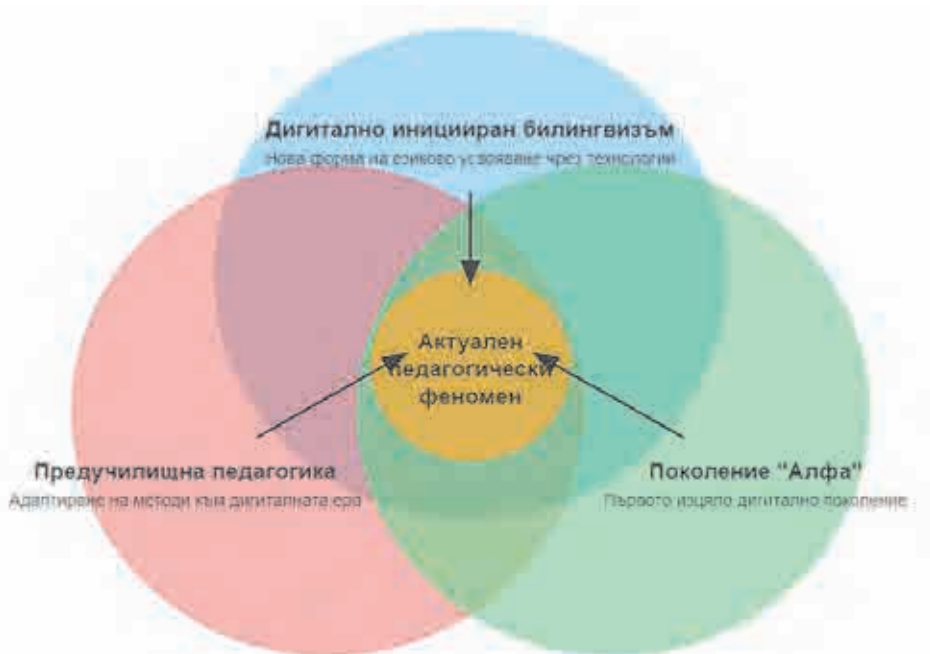 Дигитално иницииран билингвизъм
Нова форма на езиково усвояване чрез технологии
Актуален
педагогически
феномен
Предучилищна педагогика
Адаптиране на методи към дигиталната ера
Поколение "Алфа"
Първото изцяло дигитално поколение